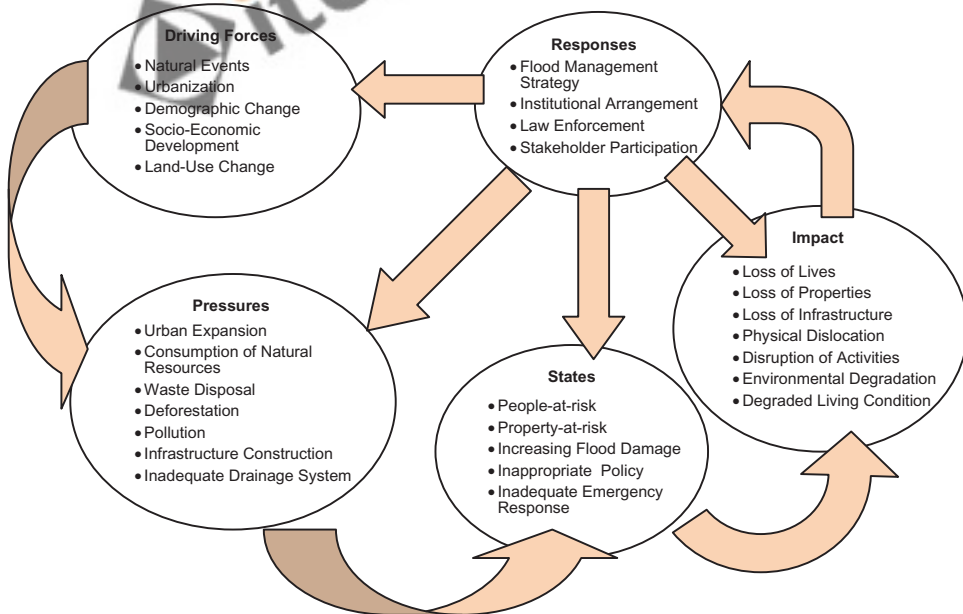 Driving Forces
• Natural Events
• Urbanization
• Demographic Change
• Socio-Economic
Development
• Land-Use Change
Responses
• Flood Management
Strategy
• Institutional Arrangement
• Law Enforcement
• Stakeholder Participation
Impact
• Loss of Lives
• Loss of Properties
• Loss of Infrastructure
• Physical Dislocation
• Disruption of Activities
• Environmental Degradation
• Degraded Living Condition
Pressures
• Urban Expansion
• Consumption of Natural
Resources
• Waste Disposal
• Deforestation
• Pollution
• Infrastructure Construction
• Inadequate Drainage System
States
• People-at-risk
• Property-at-risk
• Increasing Flood Damage
• Inappropriate Policy
• Inadequate Emergency
Response